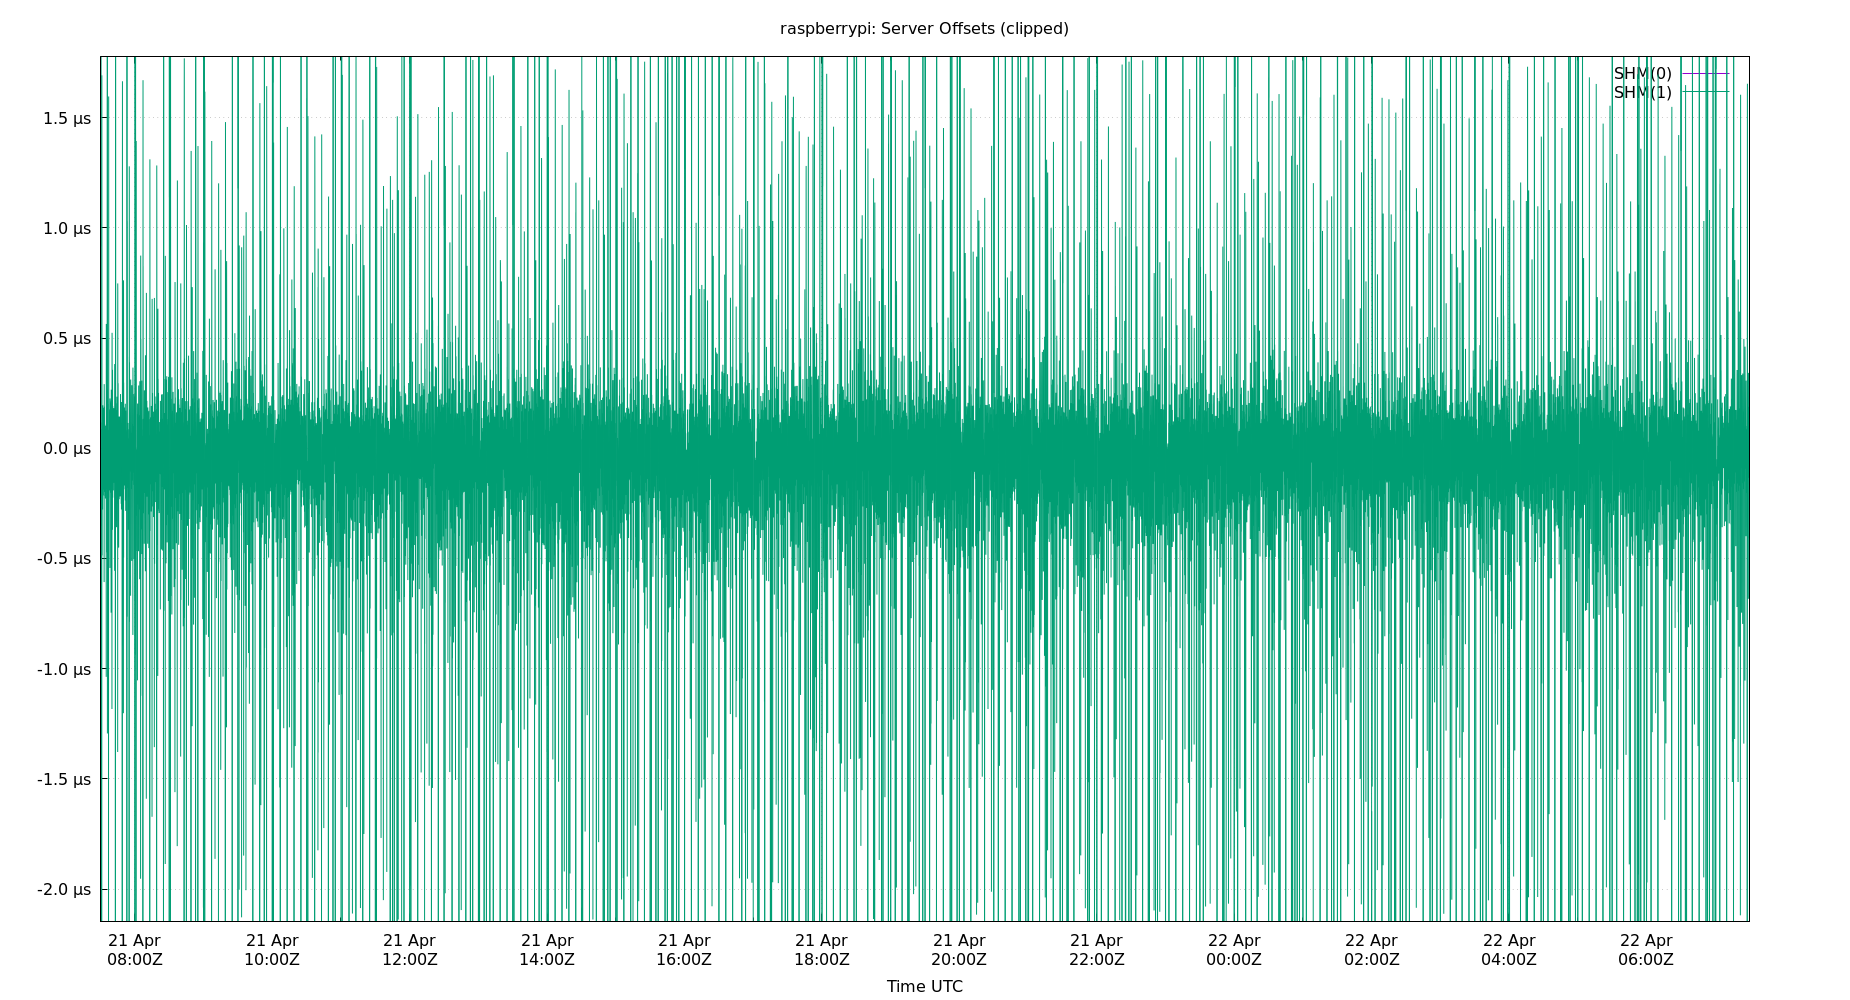 raspberrypi: Server Offsets (clipped)
SHM(0)
SHM(1)
1.5 µs
1.0 µs
0.5 µs
0.0 µs
-0.5 µs
-1.0 µs
-1.5 µs
-2.0 µs
21 Apr 21 Apr 21 Apr 21 Apr 21 Apr 21 Apr 21 Apr 21 Apr 22 Apr 22 Apr 22 Apr 22 Apr
08:00Z 10:00Z 12:00Z 14:00Z 16:00Z 18:00Z 20:00Z 22:00Z 00:00Z 02:00Z 04:00Z 06:00Z
Time UTC